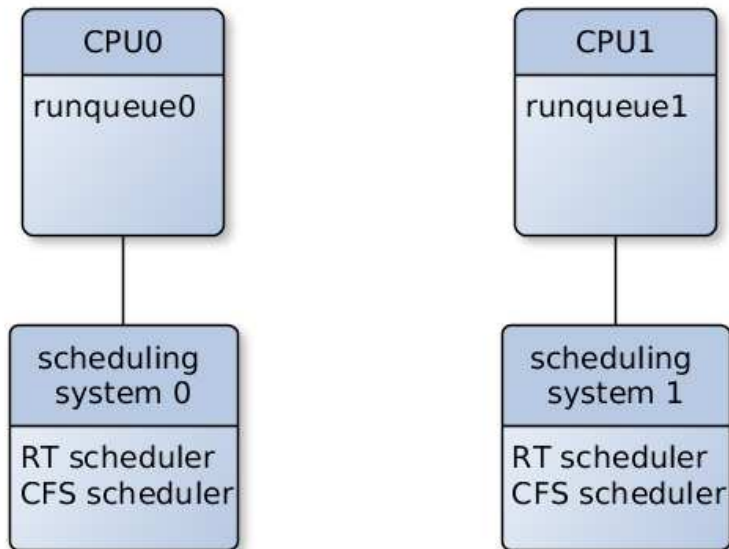 CPU0
runqueue0
CPU1
runqueue1
scheduling
system 0
RT scheduler
CFS scheduler
scheduling
system 1
RT scheduler
CFS scheduler